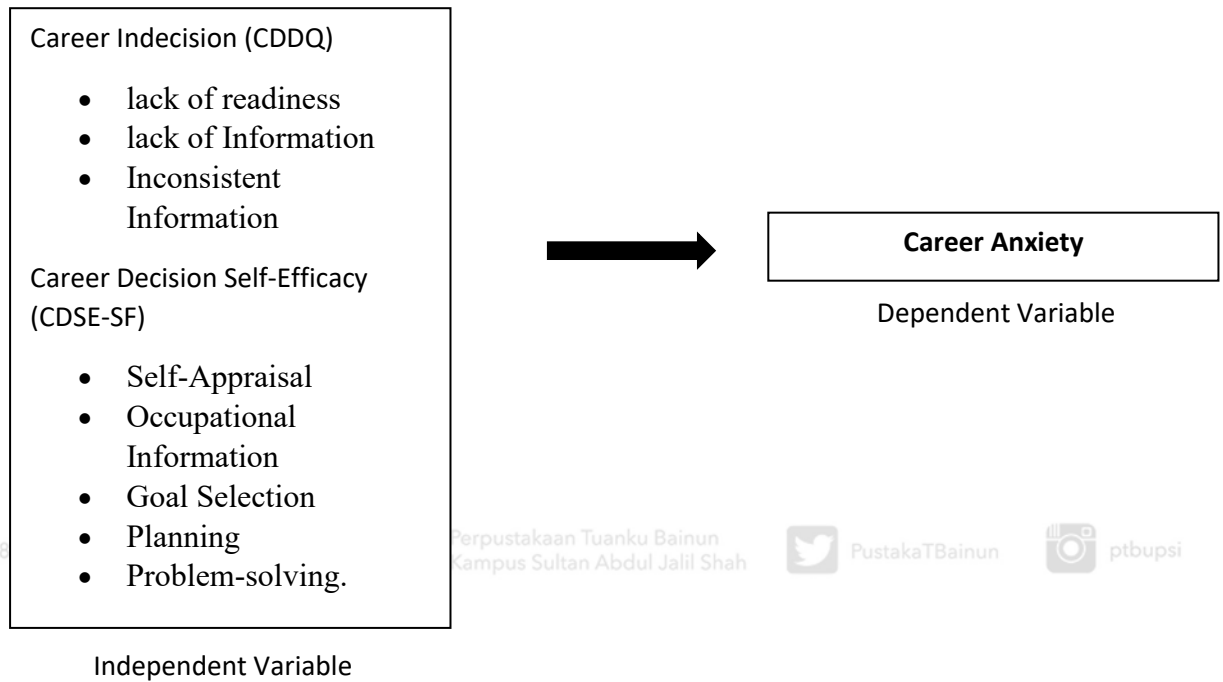 Career Indecision (CDDQ)
• lack of readiness
• lack of Information
• Inconsistent
Information
Career Decision Self-Efficacy
(CDSE-SF)
• Self-Appraisal
• Occupational
Information
• Goal Selection
• Planning
• Problem-solving.
Independent Variable
Career Anxiety
Dependent Variable
8
Perpustakaan Tuanku Bainun
Kampus Sultan Abdul Jalil Shah
PustakaTBainun
ptbupsi